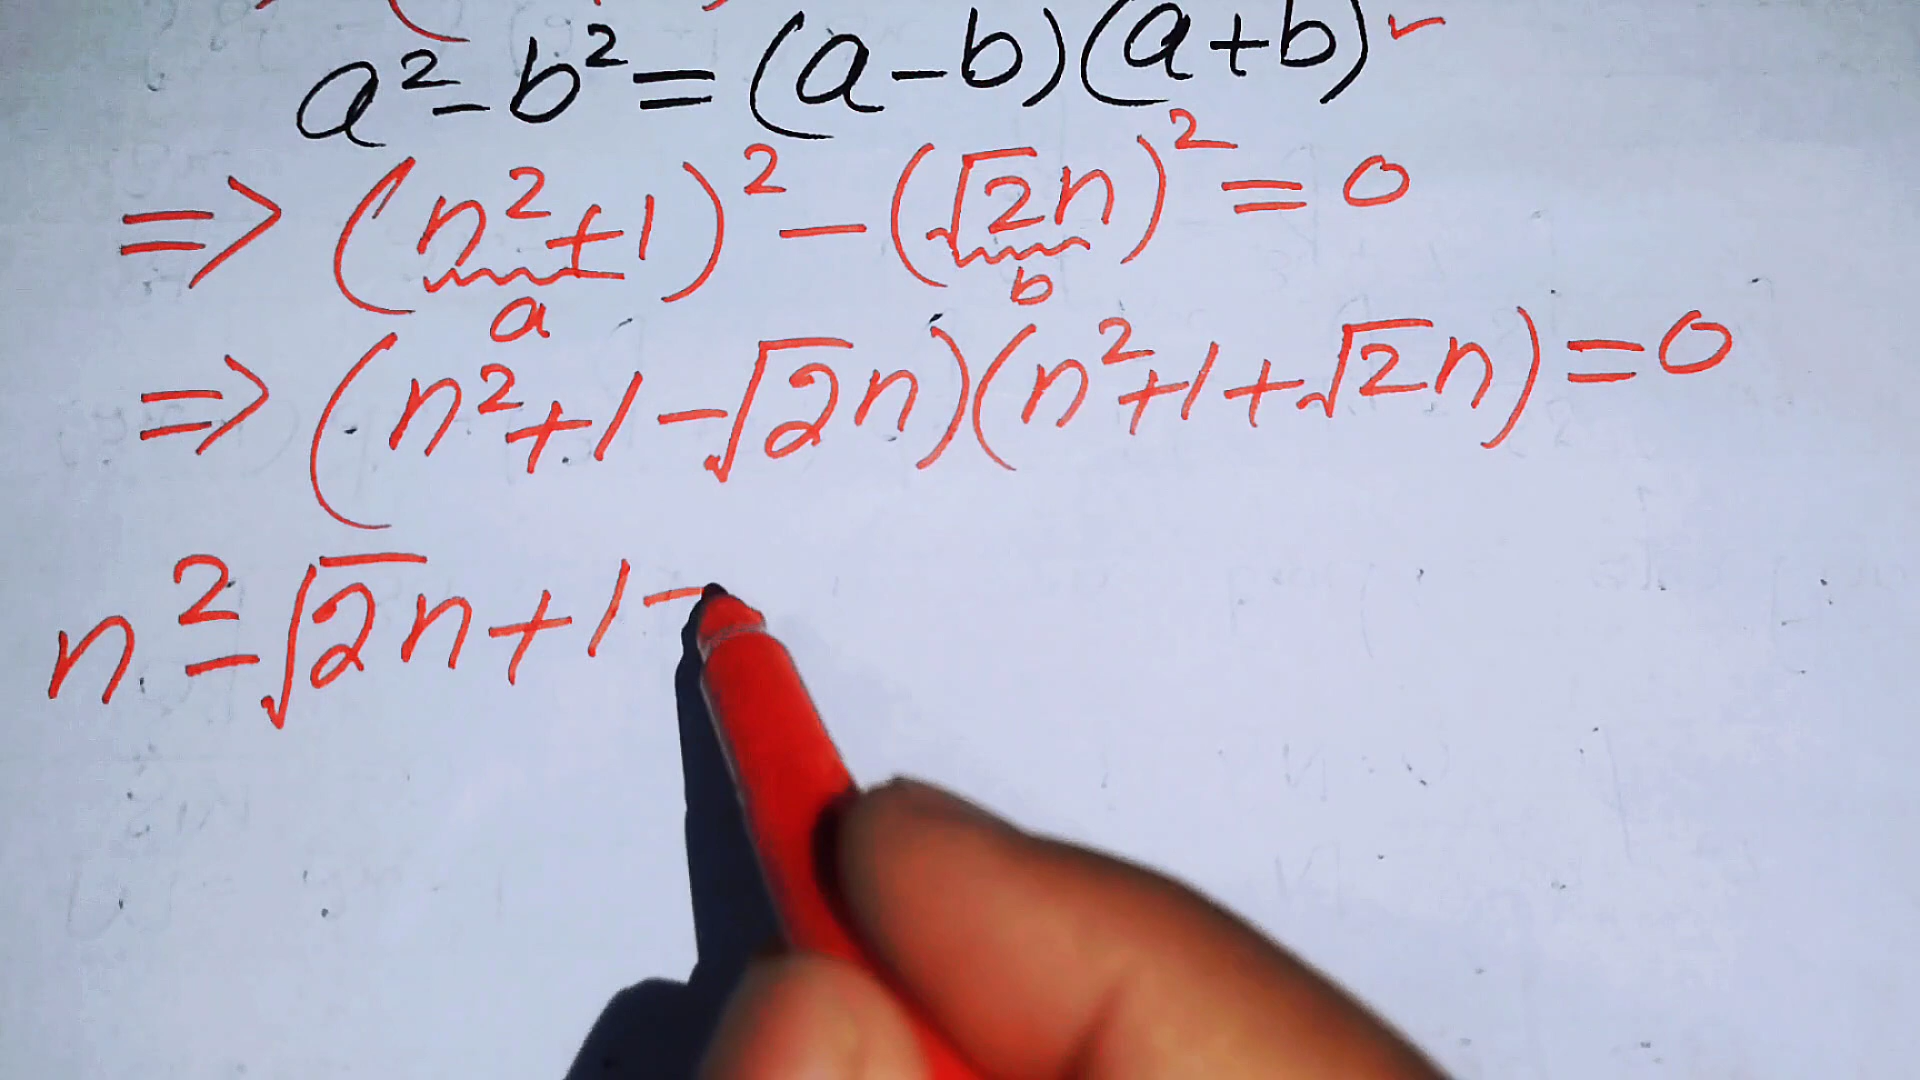 a² - b² = (a-b)(a+b) ✓
=> (n²+1)² - (√2n)² = 0
a b
=> (n²+1-√2n)(n²+1+√2n) = 0
n² - √2n + 1 -